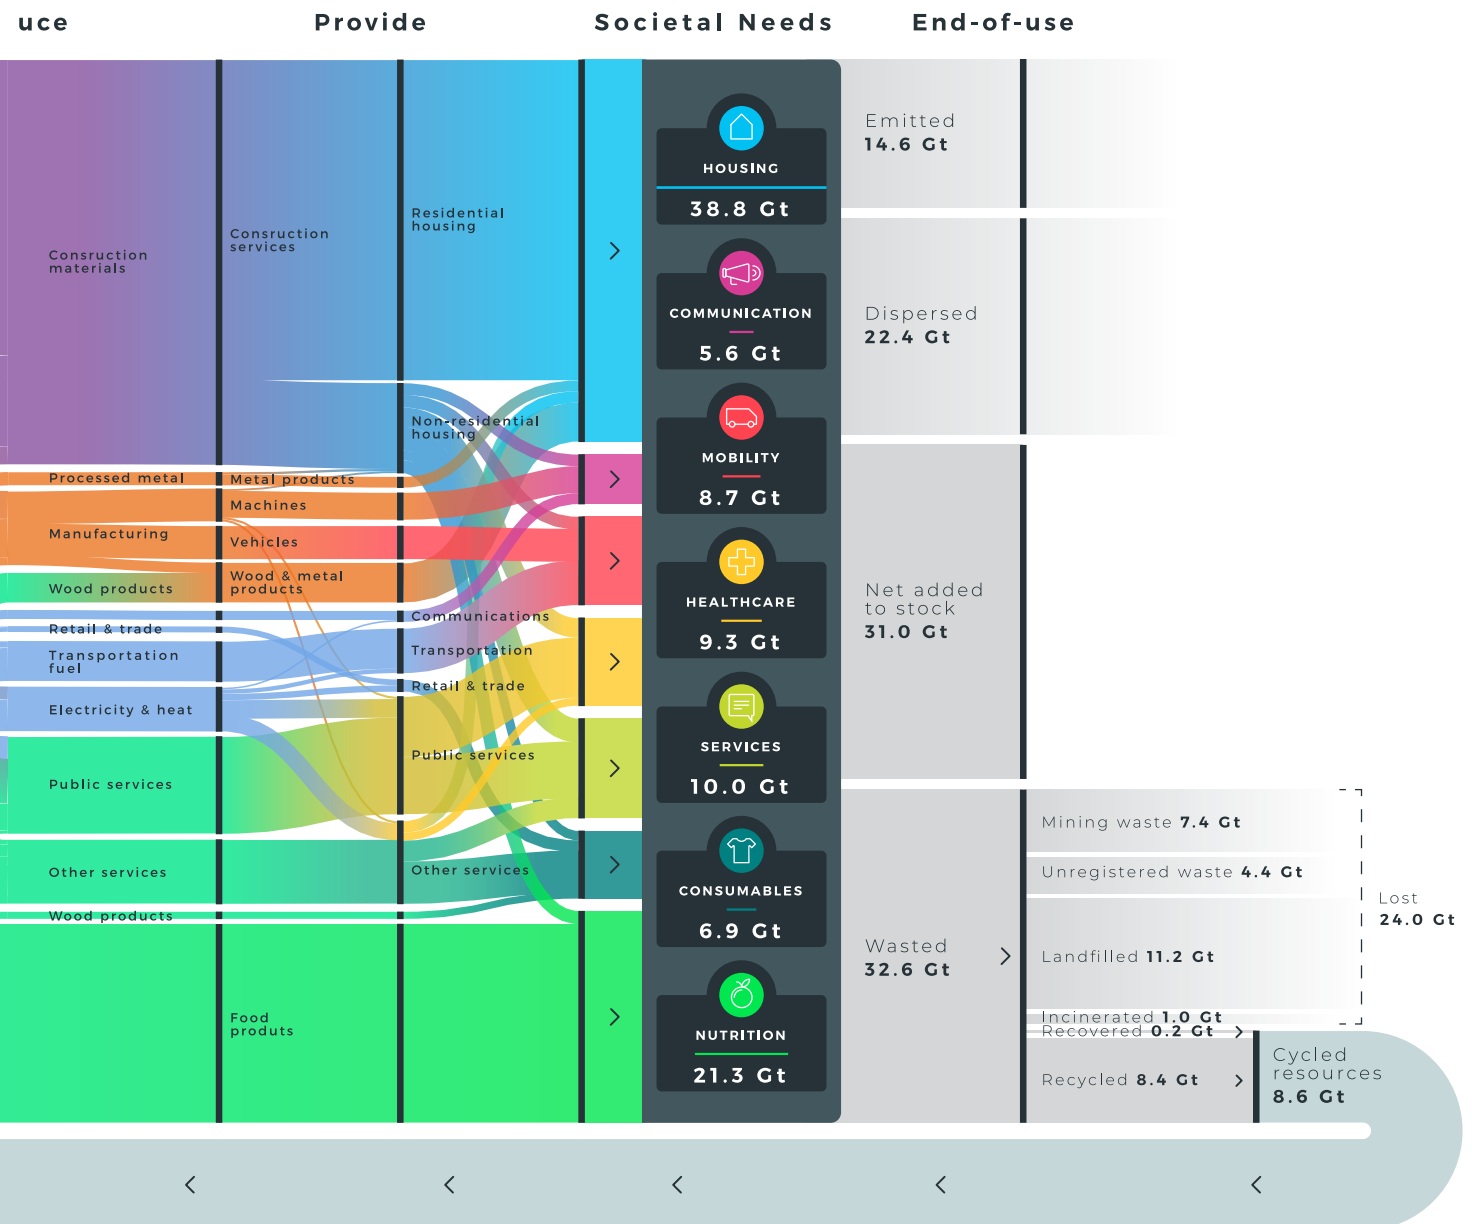 uce
Provide
Societal Needs
End-of-use
Consruction
materials
Processed metal
Manufacturing
Wood products
Retail & trade
Transportation
fuel
Electricity & heat
Public services
Other services
Wood products
Consruction
services
Metal products
Machines
Vehicles
Wood & metal
products
Food
produts
Residential
housing
Non-residential
housing
Communications
Transportation
Retail & trade
Public services
Other services
HOUSING
38.8 Gt
COMMUNICATION
5.6 Gt
MOBILITY
8.7 Gt
HEALTHCARE
9.3 Gt
SERVICES
10.0 Gt
CONSUMABLES
6.9 Gt
NUTRITION
21.3 Gt
Emitted
14.6 Gt
Dispersed
22.4 Gt
Net added
to stock
31.0 Gt
Wasted
32.6 Gt
Mining waste 7.4 Gt
Unregistered waste 4.4 Gt
Landfilled 11.2 Gt
Incinerated 1.0 Gt
Recovered 0.2 Gt
Recycled 8.4 Gt
Lost
24.0 Gt
Cycled
resources
8.6 Gt